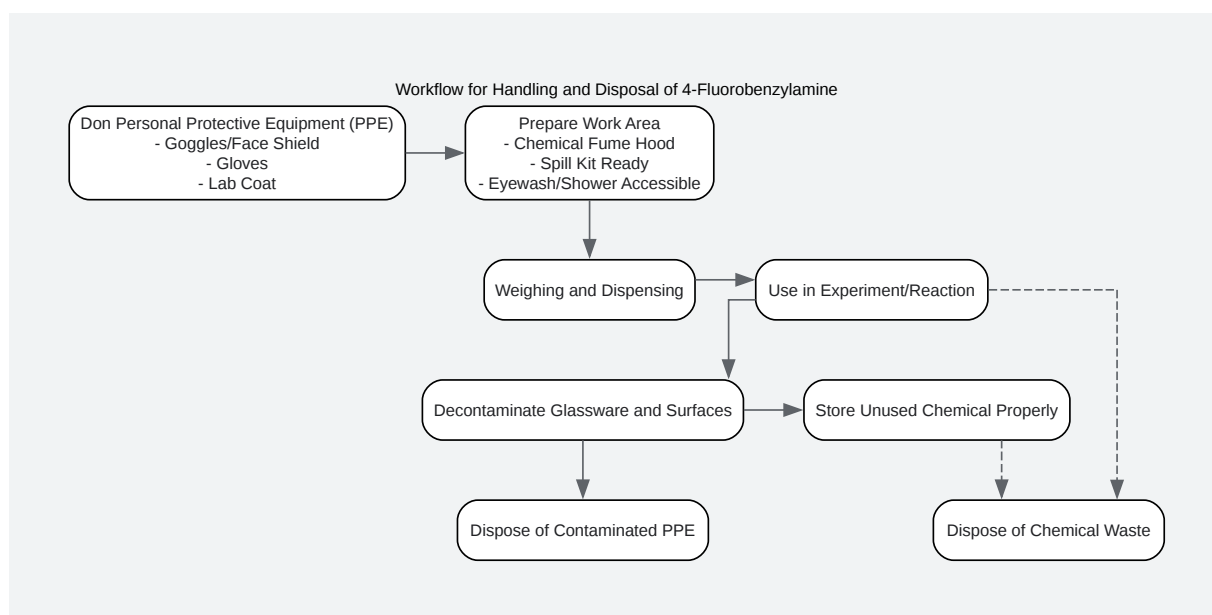 Workflow for Handling and Disposal of 4-Fluorobenzylamine
Don Personal Protective Equipment (PPE)
- Goggles/Face Shield
- Gloves
- Lab Coat
Prepare Work Area
- Chemical Fume Hood
- Spill Kit Ready
- Eyewash/Shower Accessible
Weighing and Dispensing
Use in Experiment/Reaction
Decontaminate Glassware and Surfaces
Store Unused Chemical Properly
Dispose of Contaminated PPE
Dispose of Chemical Waste